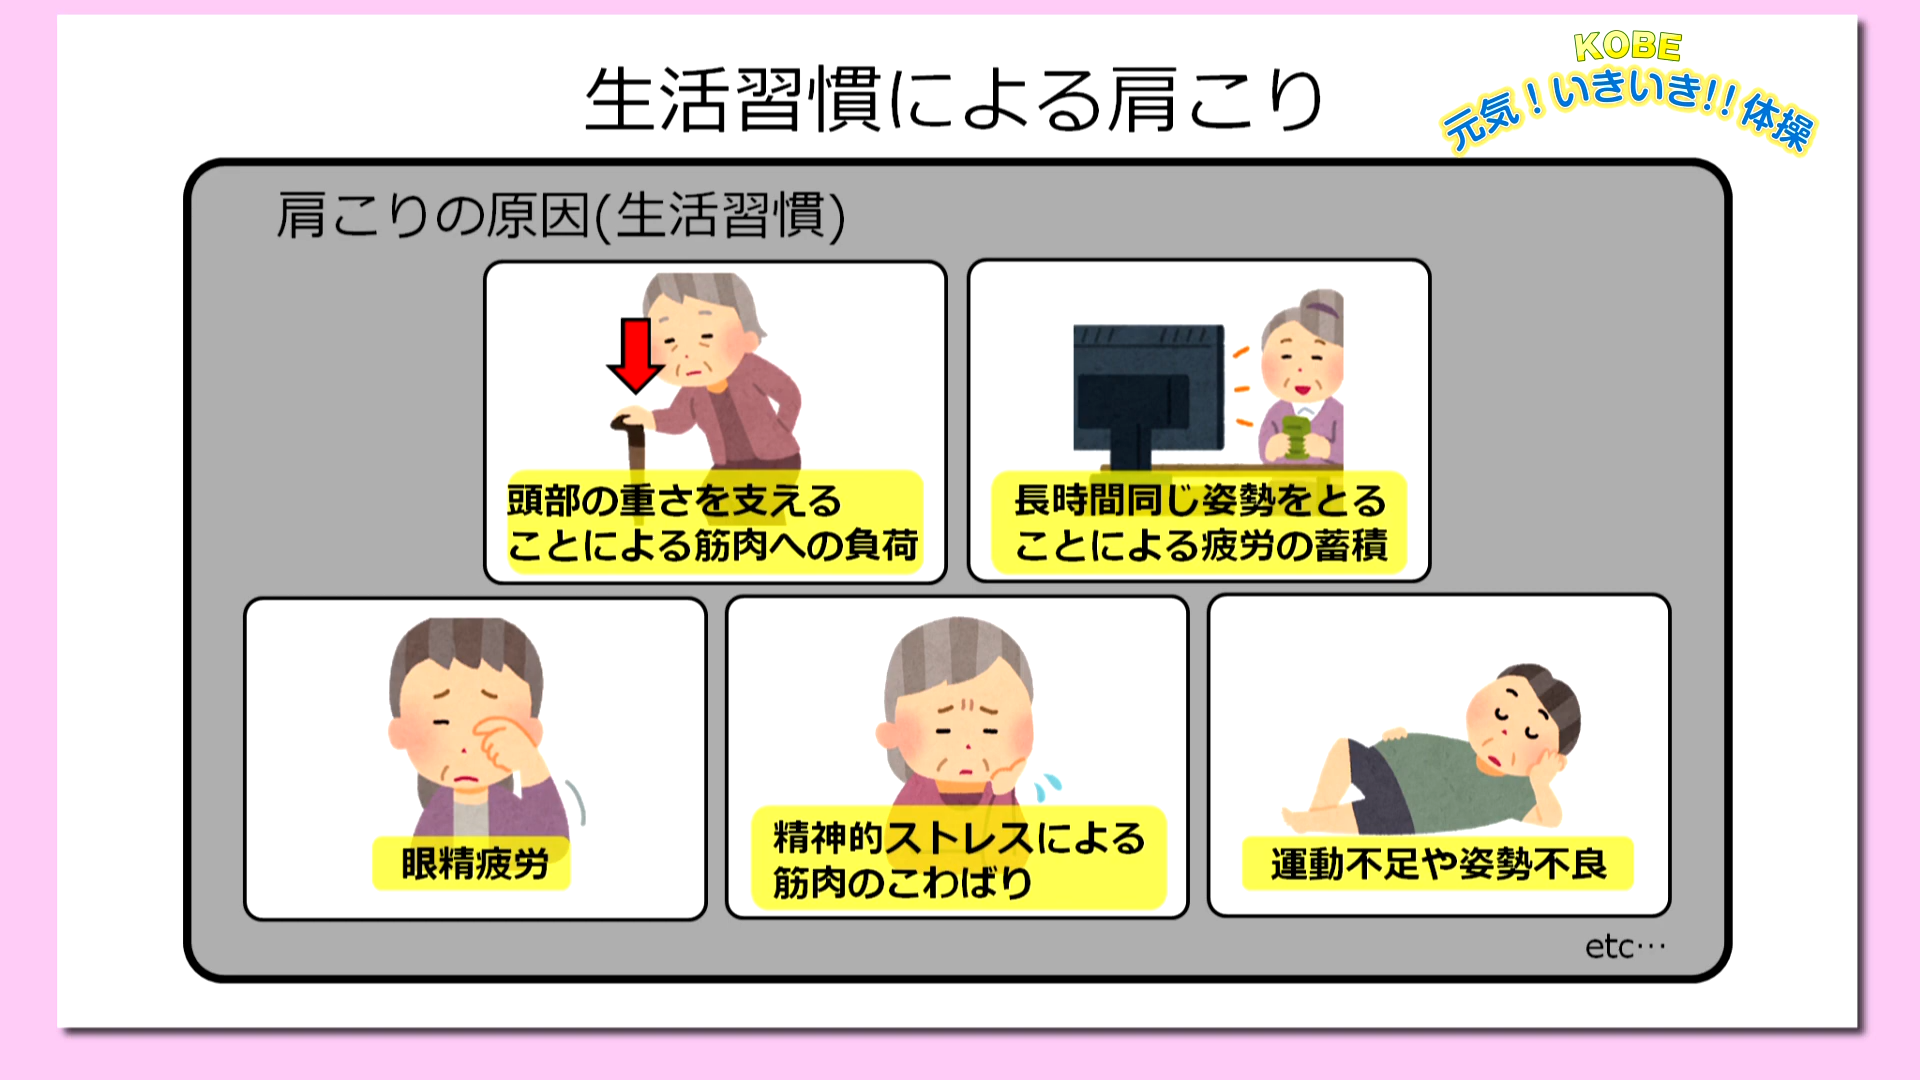 KOBE
元気！いきいき!!体操
生活習慣による肩こり
肩こりの原因(生活習慣)
頭部の重さを支える
ことによる筋肉への負荷
長時間同じ姿勢をとる
ことによる疲労の蓄積
眼精疲労
精神的ストレスによる
筋肉のこわばり
運動不足や姿勢不良
etc…